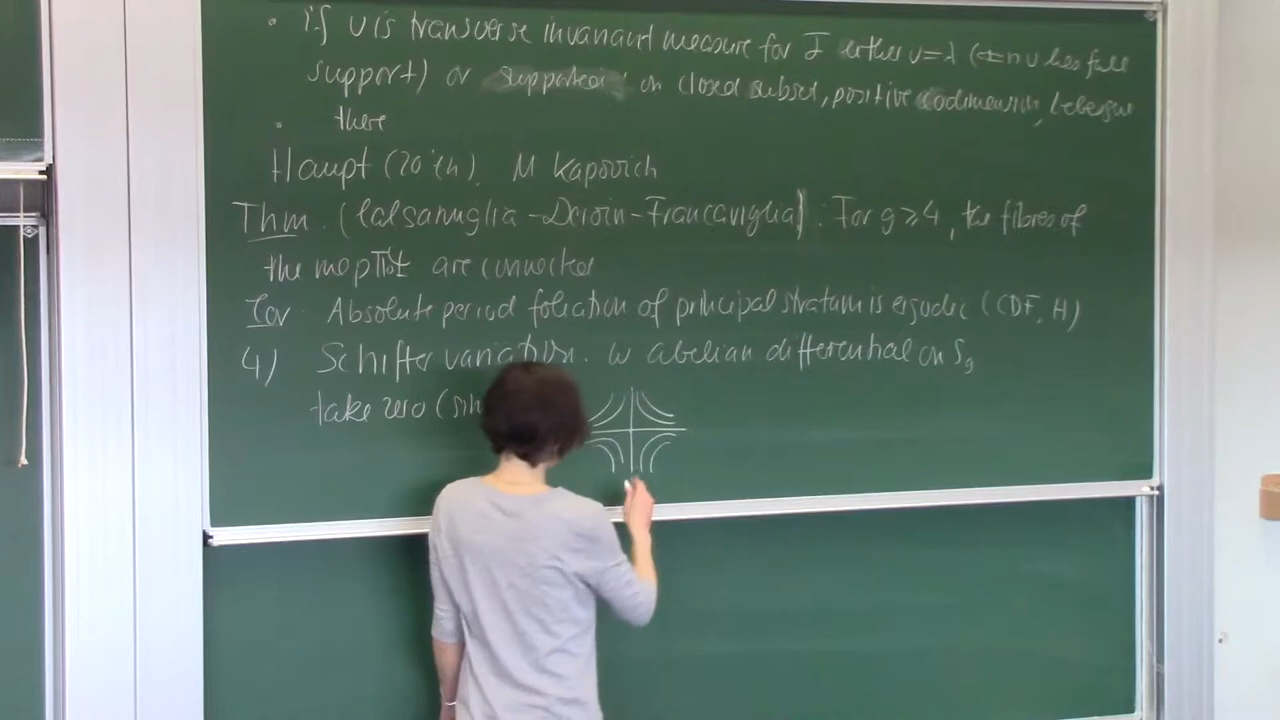 • if ν is transverse invariant measure for F either ν=λ (ν has full
support) or supported on closed subset, positive codimension, Lebesgue
there
Haupt (20'th). M Kapovich
Thm. (Calsamiglia-Deroin-Francaviglia). For g≥4, the fibres of
the map are connected
Cor Absolute period foliation of principal stratum is ergodic (CDF, H)
4) Schiffer variation. ω abelian differential on Sg
take zero (sim